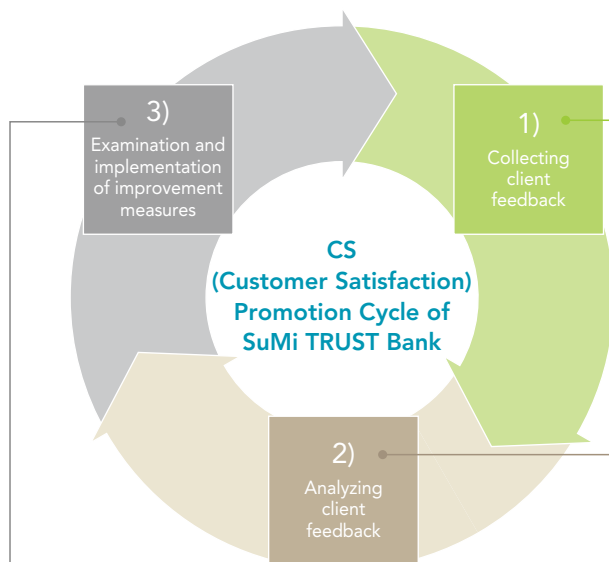 3)
Examination and
implementation
of improvement
measures
1)
Collecting
client
feedback
CS
(Customer Satisfaction)
Promotion Cycle of
SuMi TRUST Bank
2)
Analyzing
client
feedback